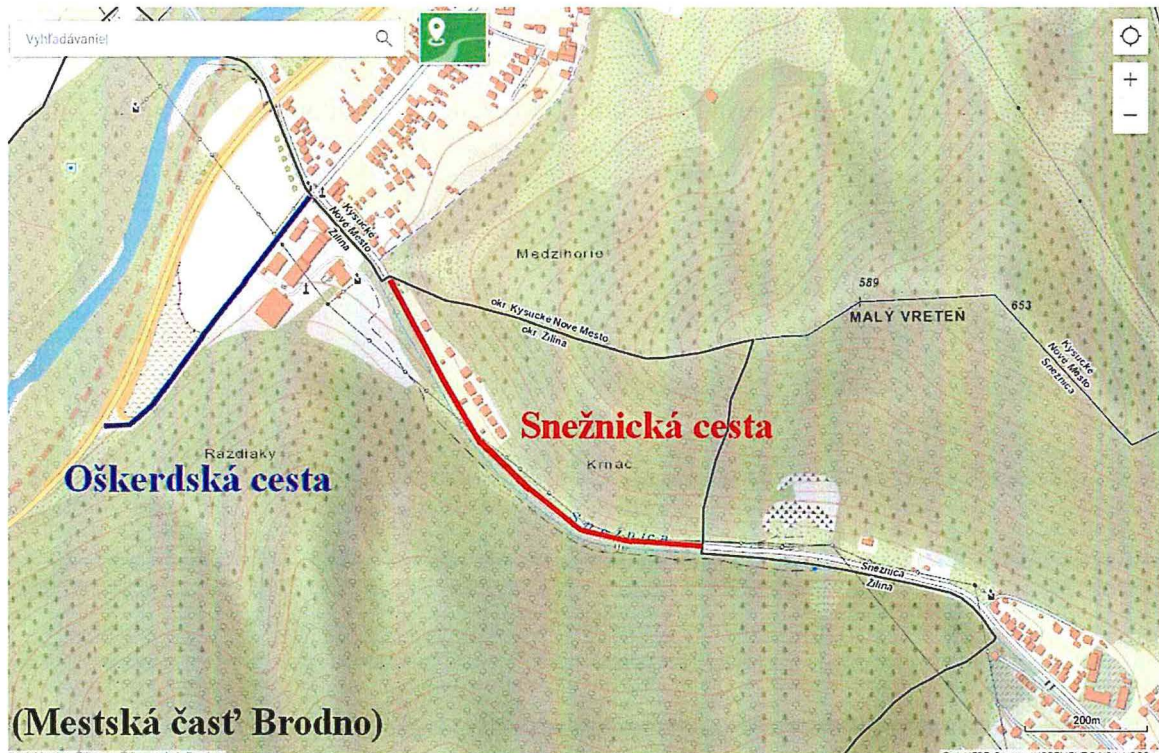 Vyhľadávanie
+
−
Kysucké
Nové Mesto
Žilina
Medzihorie
589
MALÝ VRETEŇ
653
okr. Kysucké Nové Mesto
okr. Žilina
Kysucké
Nové Mesto
Snežnica
Snežnická cesta
Razdiaky
Krnáč
Oškerdská cesta
Snežnica
Snežnica
Žilina
(Mestská časť Brodno)
200m